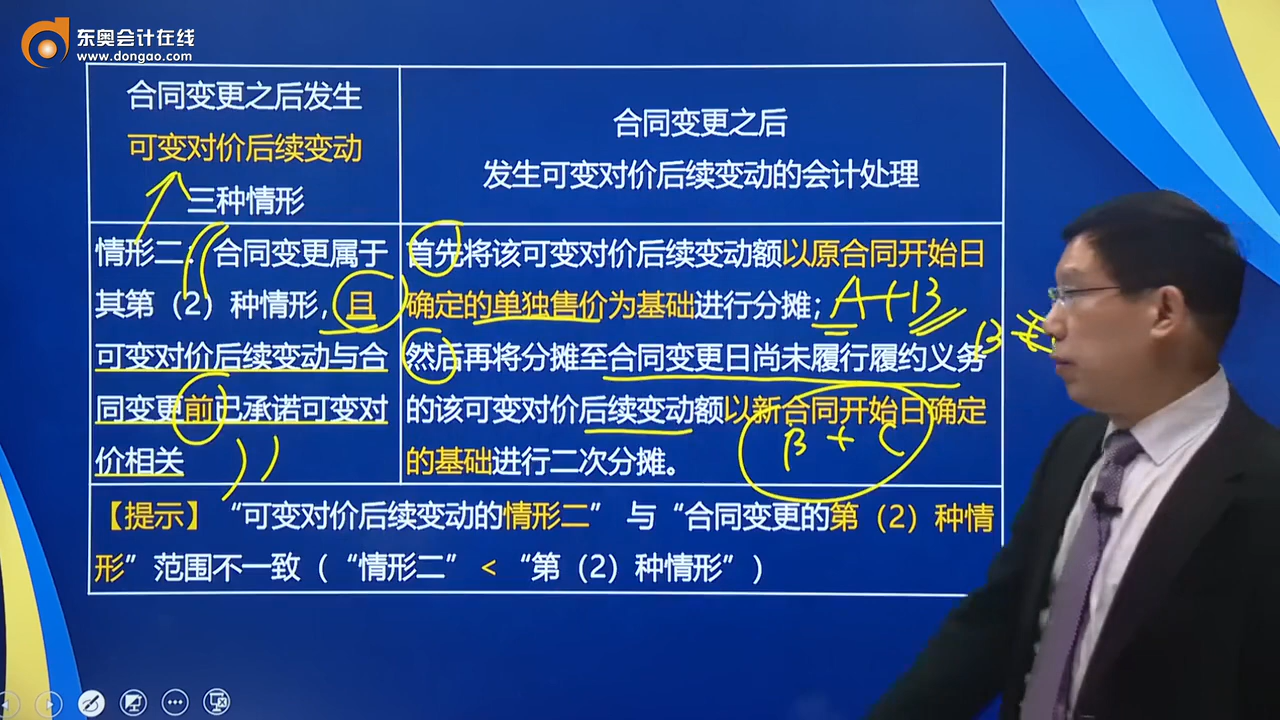 东奥会计在线
www.dongao.com
合同变更之后发生
可变对价后续变动
三种情形
合同变更之后
发生可变对价后续变动的会计处理
情形二：合同变更属于
其第（2）种情形，且
可变对价后续变动与合
同变更前已承诺可变对
价相关
首先将该可变对价后续变动额以原合同开始日
确定的单独售价为基础进行分摊；
A+B
然后再将分摊至合同变更日尚未履行履约义务
B
的该可变对价后续变动额以新合同开始日确定
的基础进行二次分摊。
B + C
【提示】“可变对价后续变动的情形二” 与“合同变更的第（2）种情
形”范围不一致（“情形二” < “第（2）种情形”）